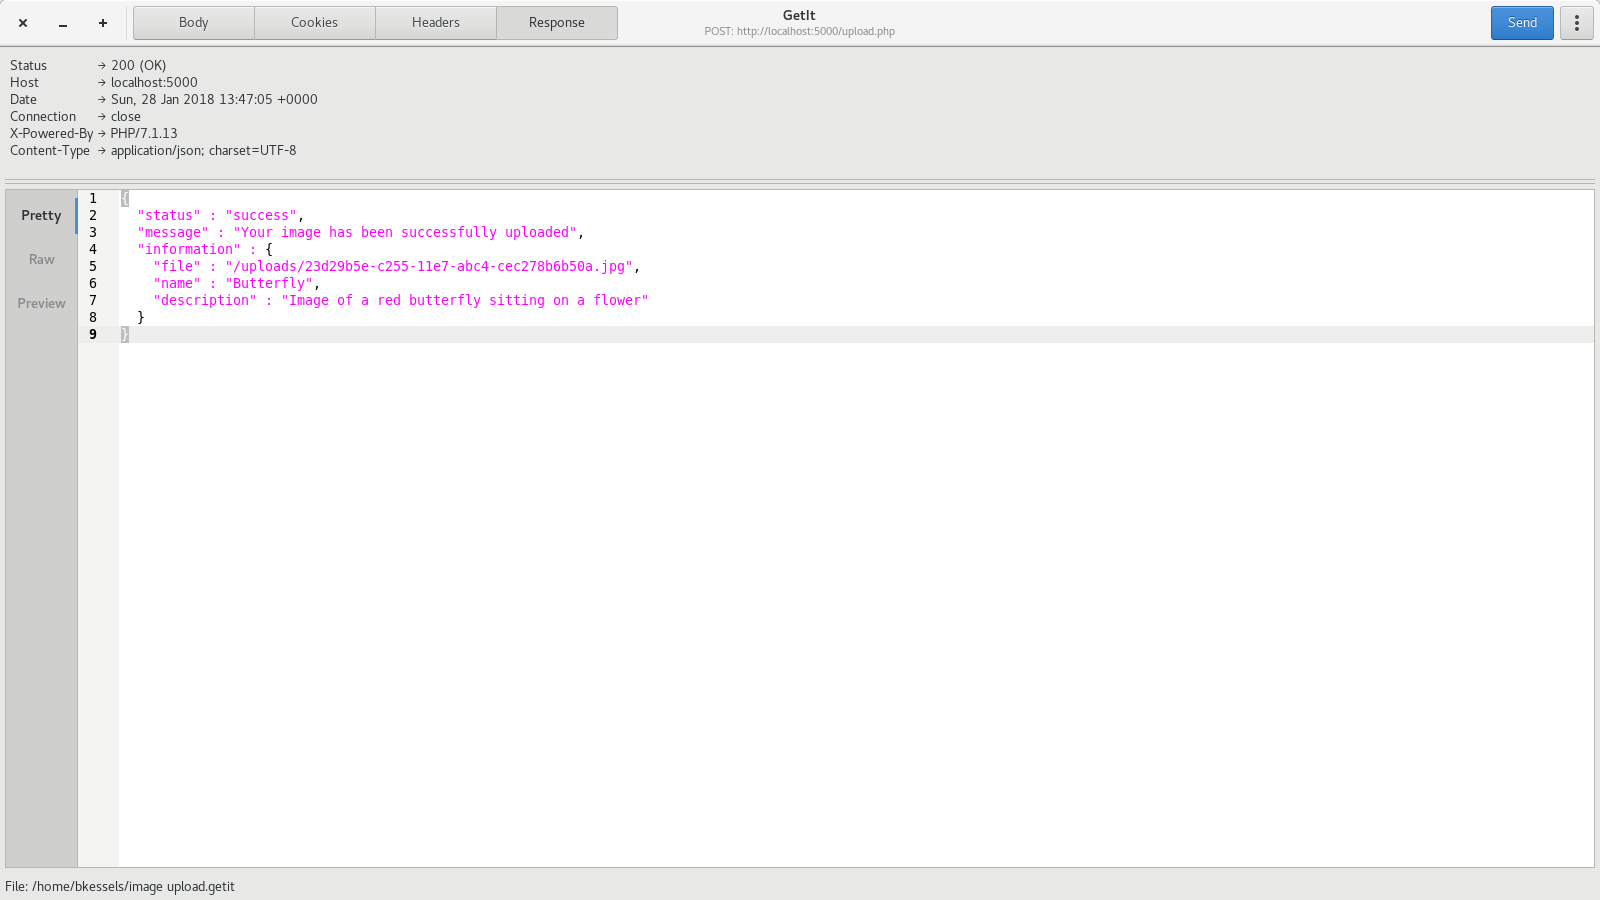 Body Cookies Headers Response
GetIt
POST: http://localhost:5000/upload.php
Send
Status → 200 (OK)
Host → localhost:5000
Date → Sun, 28 Jan 2018 13:47:05 +0000
Connection → close
X-Powered-By → PHP/7.1.13
Content-Type → application/json; charset=UTF-8
Pretty
Raw
Preview
1 {
2 "status" : "success",
3 "message" : "Your image has been successfully uploaded",
4 "information" : {
5 "file" : "/uploads/23d29b5e-c255-11e7-abc4-cec278b6b50a.jpg",
6 "name" : "Butterfly",
7 "description" : "Image of a red butterfly sitting on a flower"
8 }
9 }
File: /home/bkessels/image upload.getit